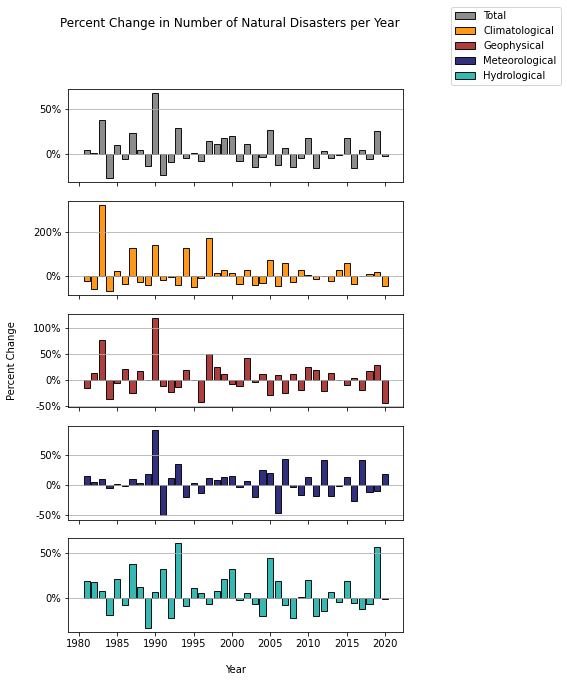 Percent Change in Number of Natural Disasters per Year
Total
Climatological
Geophysical
Meteorological
Hydrological
50%
0%
200%
0%
100%
50%
0%
-50%
50%
0%
-50%
50%
0%
Percent Change
1980 1985 1990 1995 2000 2005 2010 2015 2020
Year